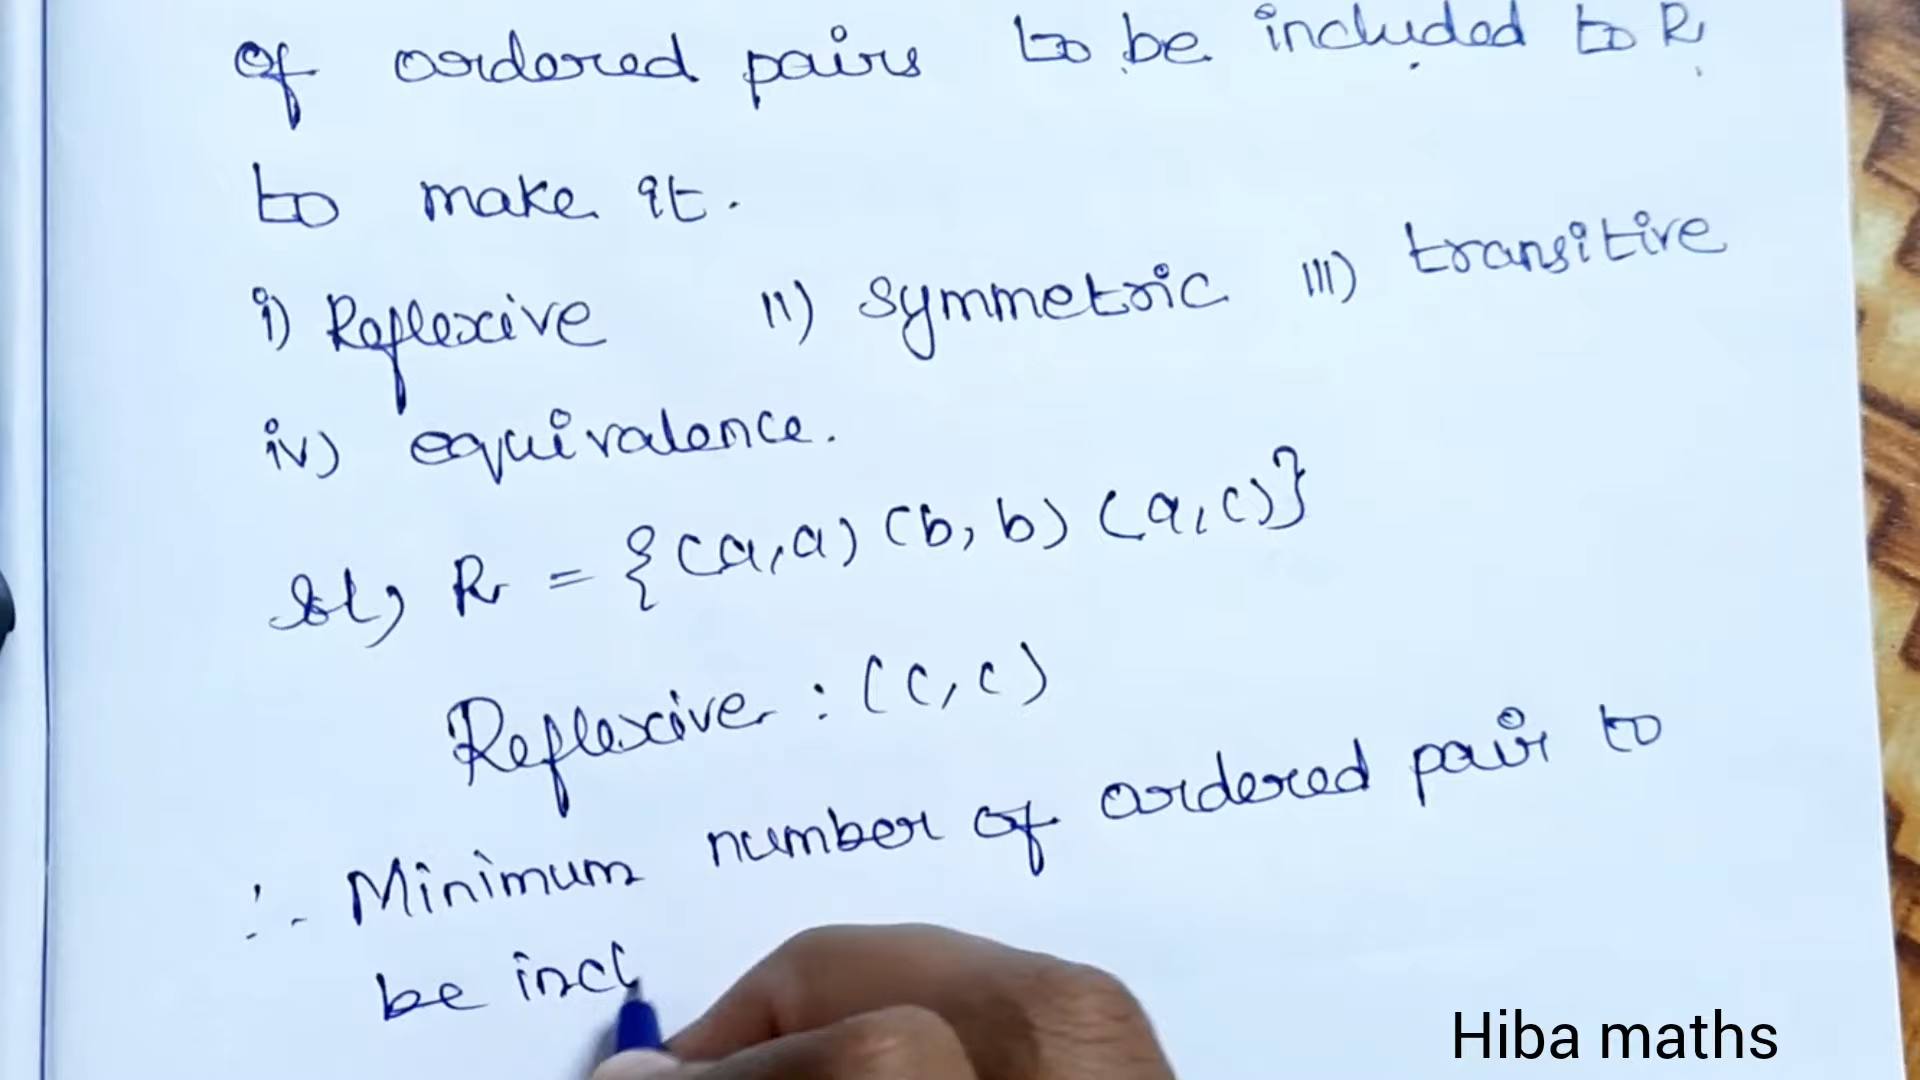 of ordered pairs to be included to R
to make it.
i) Reflexive II) symmetric III) transitive
iv) equivalence.
Sl, R = {(a,a) (b,b) (a,c)}
Reflexive : (c,c)
∴ Minimum number of ordered pair to
be incl
Hiba maths